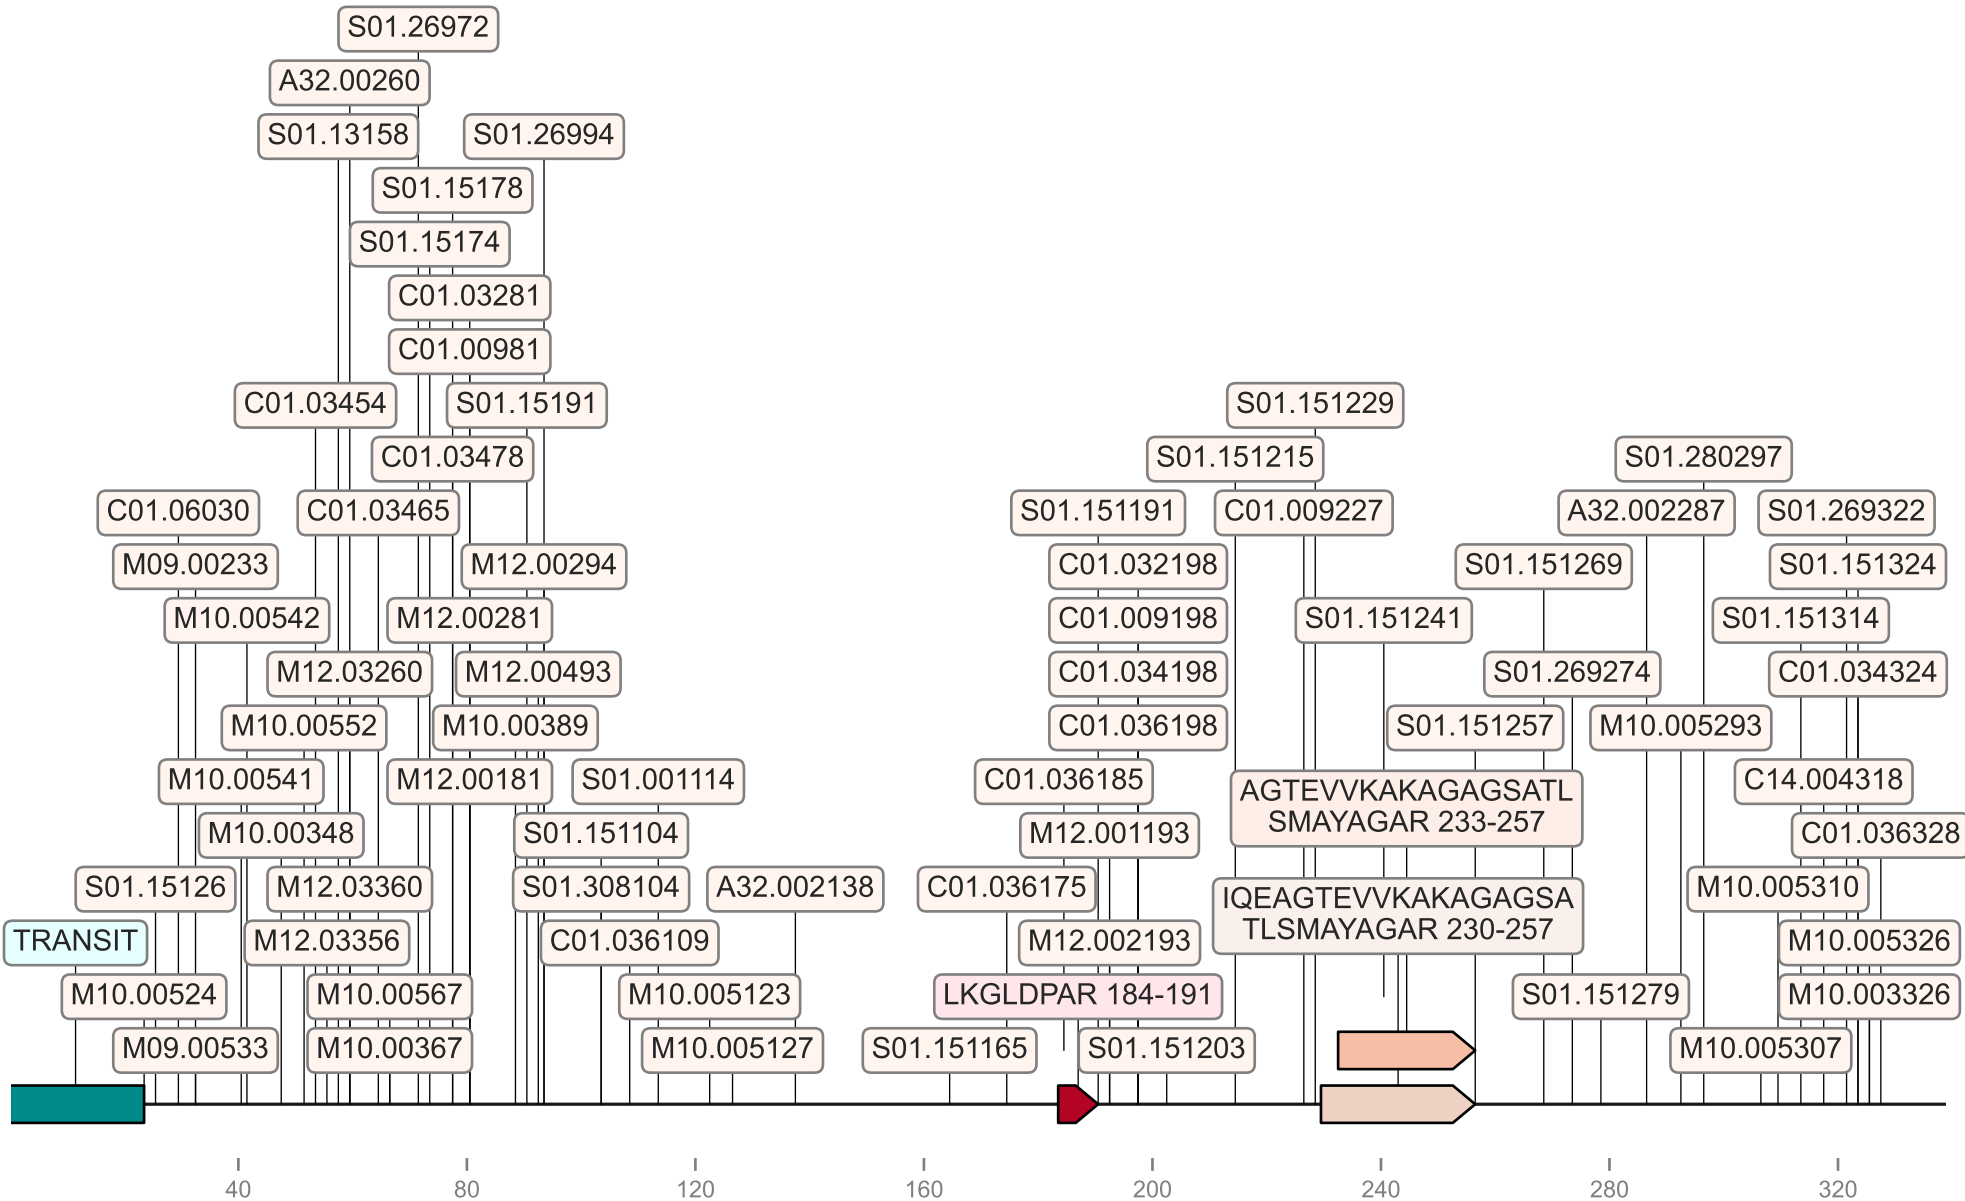 S01.26972
A32.00260
S01.13158
S01.26994
S01.15178
S01.15174
C01.03281
C01.00981
C01.03454
S01.15191
S01.151229
C01.03478
S01.151215
S01.280297
C01.06030
C01.03465
S01.151191
C01.009227
A32.002287
S01.269322
M09.00233
M12.00294
C01.032198
S01.151269
S01.151324
M10.00542
M12.00281
C01.009198
S01.151241
S01.151314
M12.03260
M12.00493
C01.034198
S01.269274
C01.034324
M10.00552
M10.00389
C01.036198
S01.151257
M10.005293
M10.00541
M12.00181
S01.001114
C01.036185
AGTEVVKAKAGAGSATL
SMAYAGAR 233-257
C14.004318
M10.00348
S01.151104
M12.001193
C01.036328
S01.15126
M12.03360
S01.308104
A32.002138
C01.036175
IQEAGTEVVKAKAGAGSA
TLSMAYAGAR 230-257
M10.005310
TRANSIT
M12.03356
C01.036109
M12.002193
M10.005326
M10.00524
M10.00567
M10.005123
LKGLDPAR 184-191
S01.151279
M10.003326
M09.00533
M10.00367
M10.005127
S01.151165
S01.151203
M10.005307
40 80 120 160 200 240 280 320